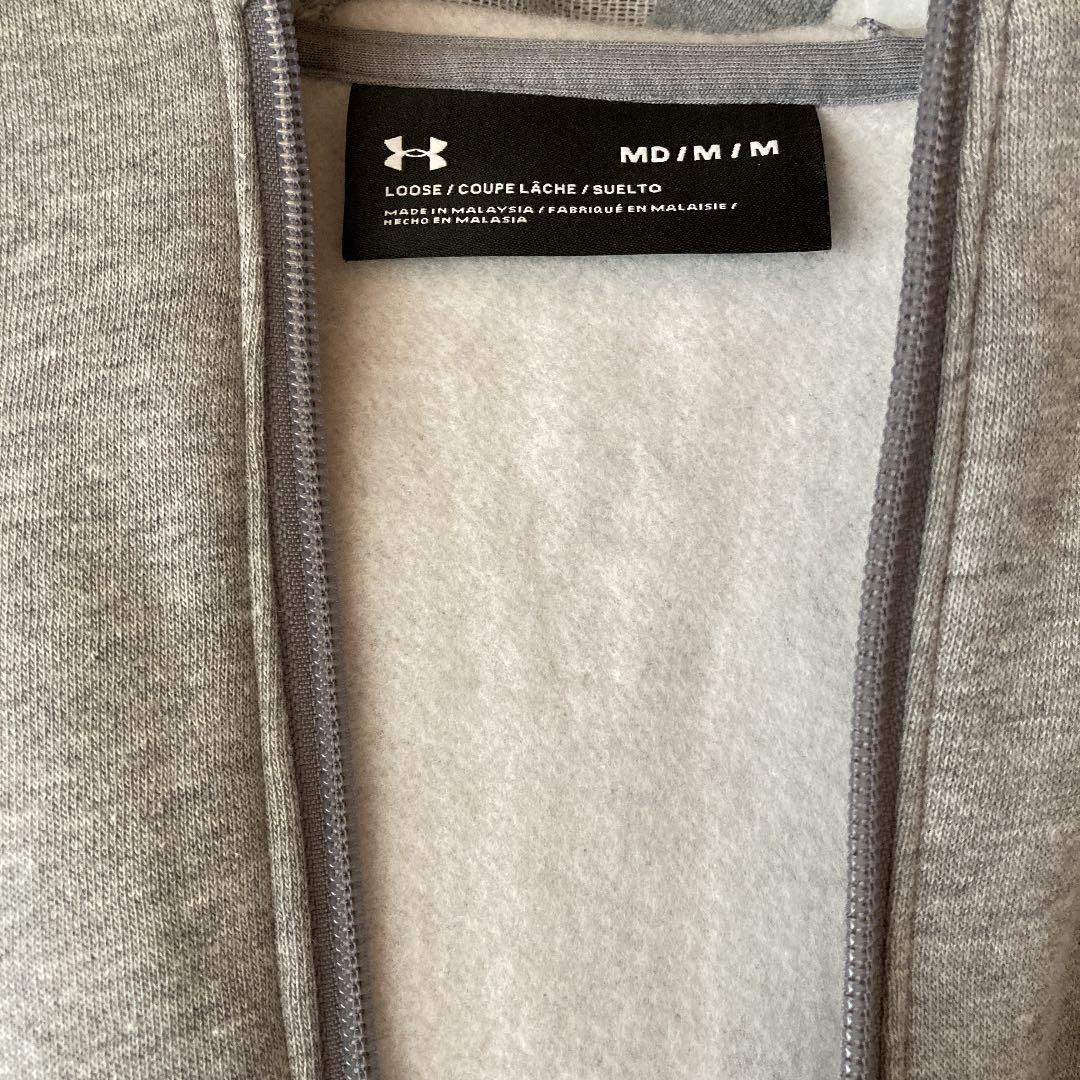 MD / M / M
LOOSE / COUPE LÂCHE / SUELTO
MADE IN MALAYSIA / FABRIQUÉ EN MALAISIE /
HECHO EN MALASIA